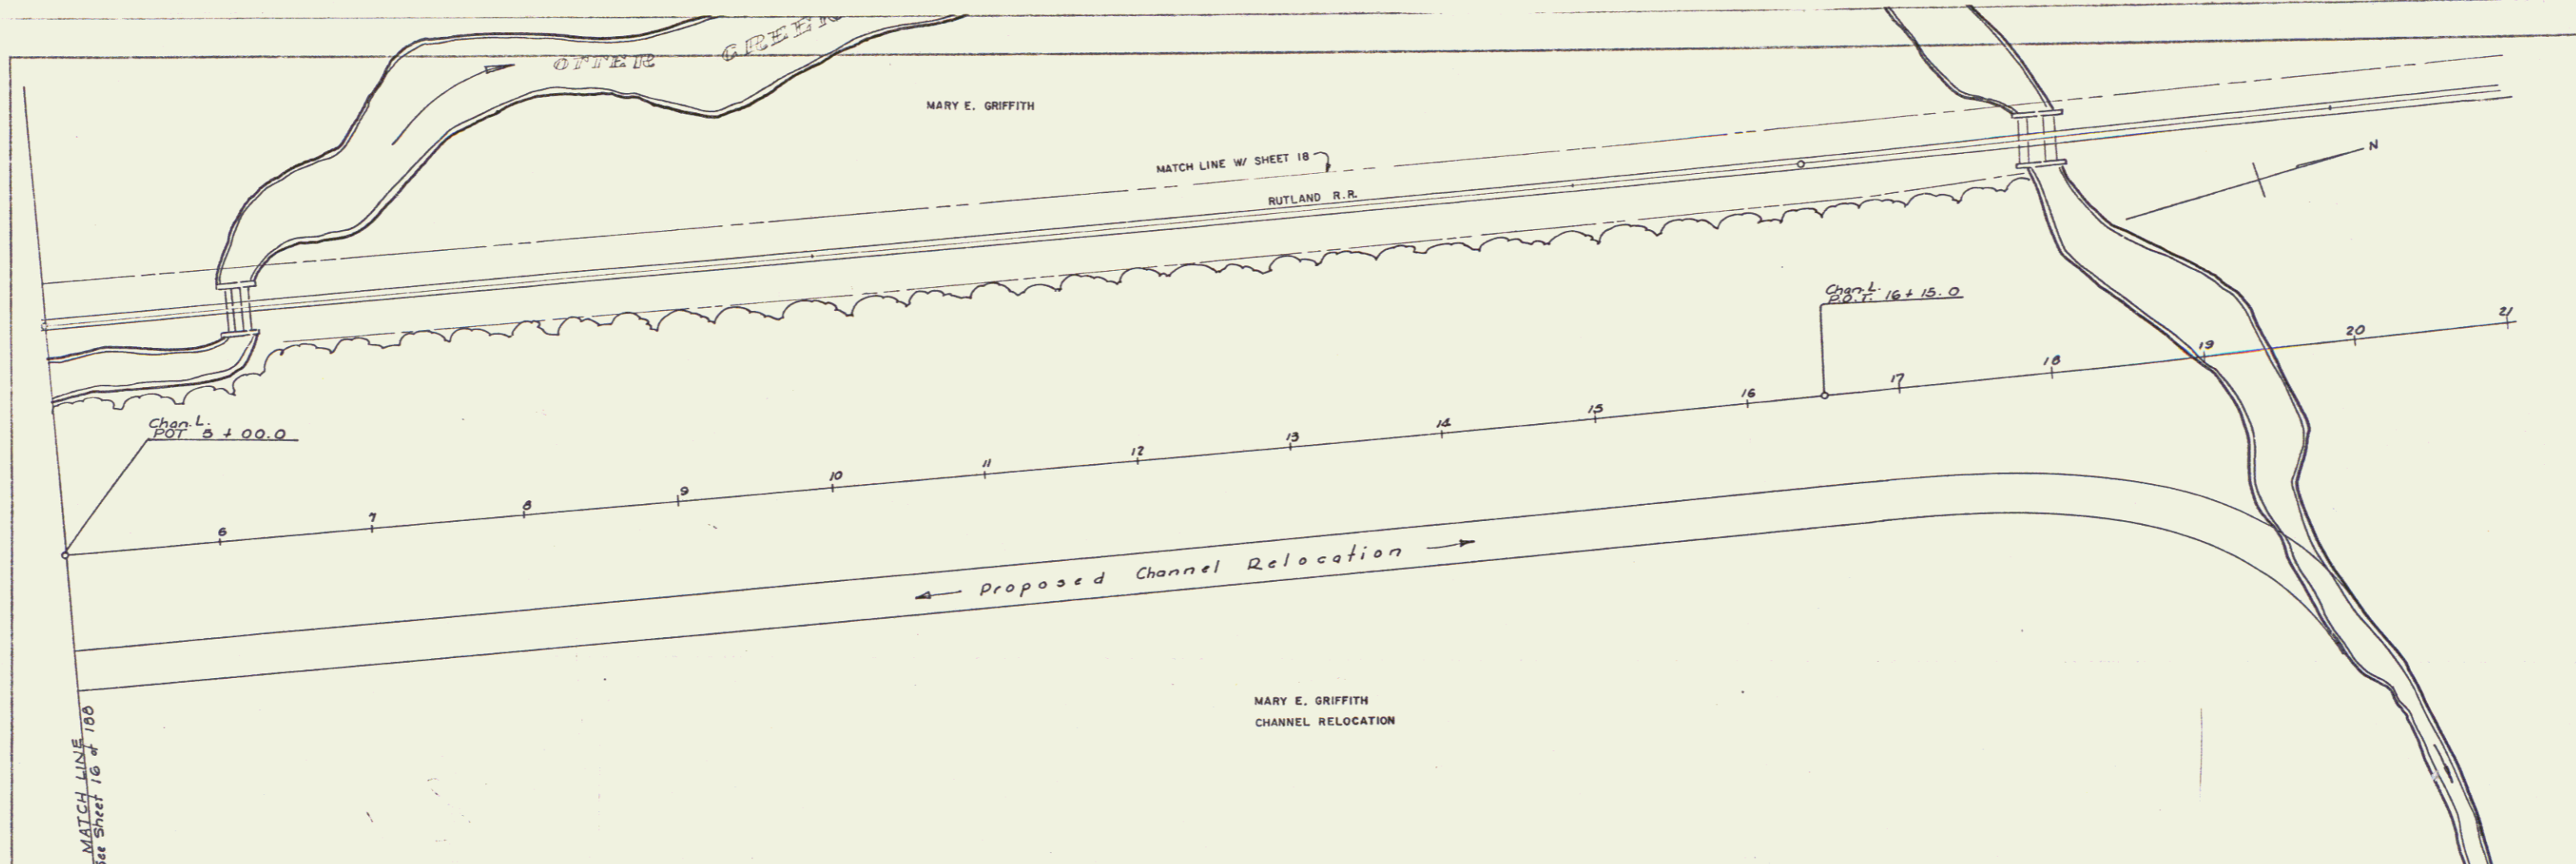 OTTER CREEK
MARY E. GRIFFITH
MATCH LINE W/ SHEET 18
RUTLAND R.R.
N
Chan. L.
P.O.T. 16 + 15.0
Chan. L.
POT 5 + 00.0
6 7 8 9 10 11 12 13 14 15 16 17 18 19 20 21
Proposed Channel Relocation
MARY E. GRIFFITH
CHANNEL RELOCATION
MATCH LINE
See Sheet 16 of 188